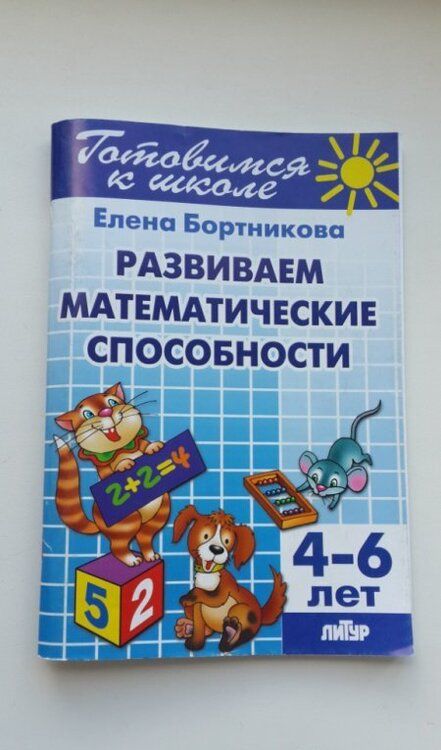 Готовимся
к школе
Елена Бортникова
РАЗВИВАЕМ
МАТЕМАТИЧЕСКИЕ
СПОСОБНОСТИ
2+2=4
5 2
4-6
лет
ЛИТУР